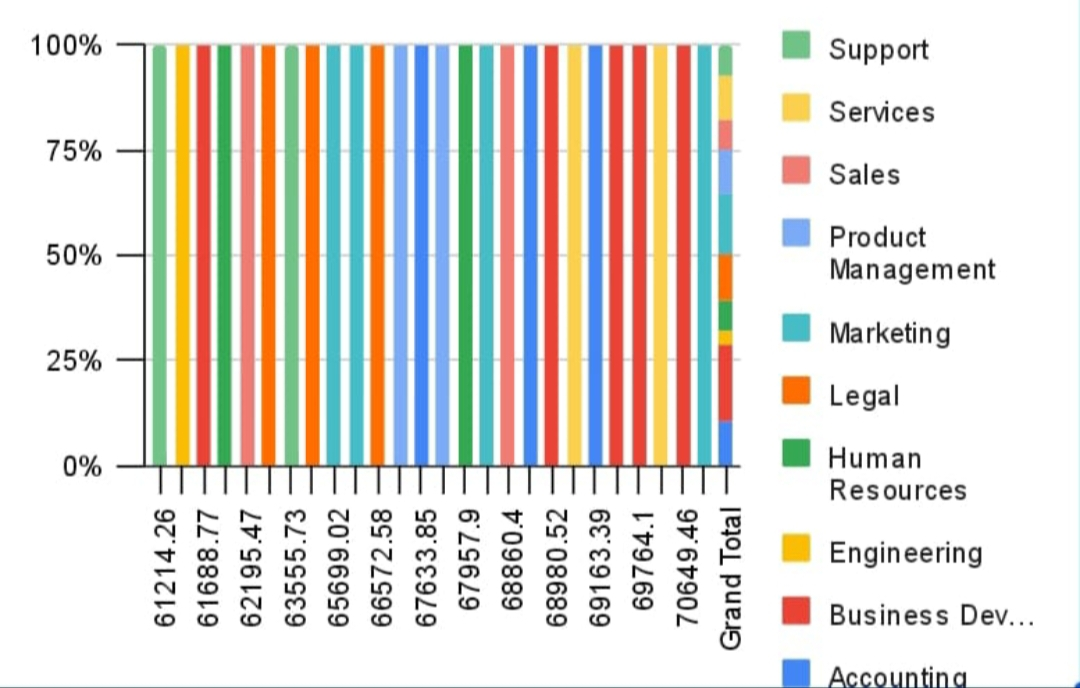 100%
75%
50%
25%
0%
61214.26
61688.77
62195.47
63555.73
65699.02
66572.58
67633.85
67957.9
68860.4
68980.52
69163.39
69764.1
70649.46
Grand Total
Support
Services
Sales
Product
Management
Marketing
Legal
Human
Resources
Engineering
Business Dev...
Accounting